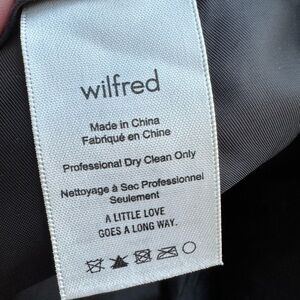 wilfred
Made in China
Fabriqué en Chine
Professional Dry Clean Only
Nettoyage à Sec Professionnel
Seulement
A LITTLE LOVE
GOES A LONG WAY.